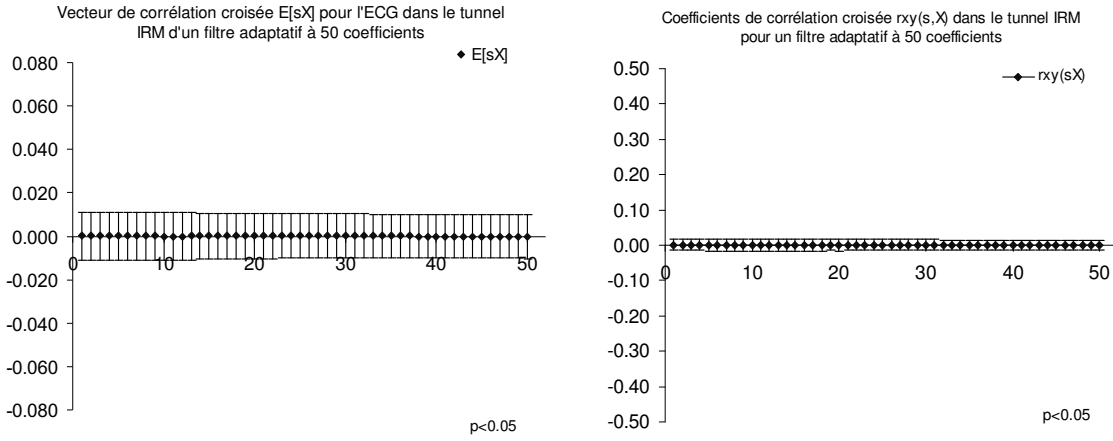 Vecteur de corrélation croisée E[sX] pour l'ECG dans le tunnel
IRM d'un filtre adaptatif à 50 coefficients
E[sX]
0.080
0.060
0.040
0.020
0.000
-0.020
-0.040
-0.060
-0.080
0 10 20 30 40 50
p<0.05
Coefficients de corrélation croisée rxy(s,X) dans le tunnel IRM
pour un filtre adaptatif à 50 coefficients
rxy(sX)
0.50
0.40
0.30
0.20
0.10
0.00
-0.10
-0.20
-0.30
-0.40
-0.50
0 10 20 30 40 50
p<0.05